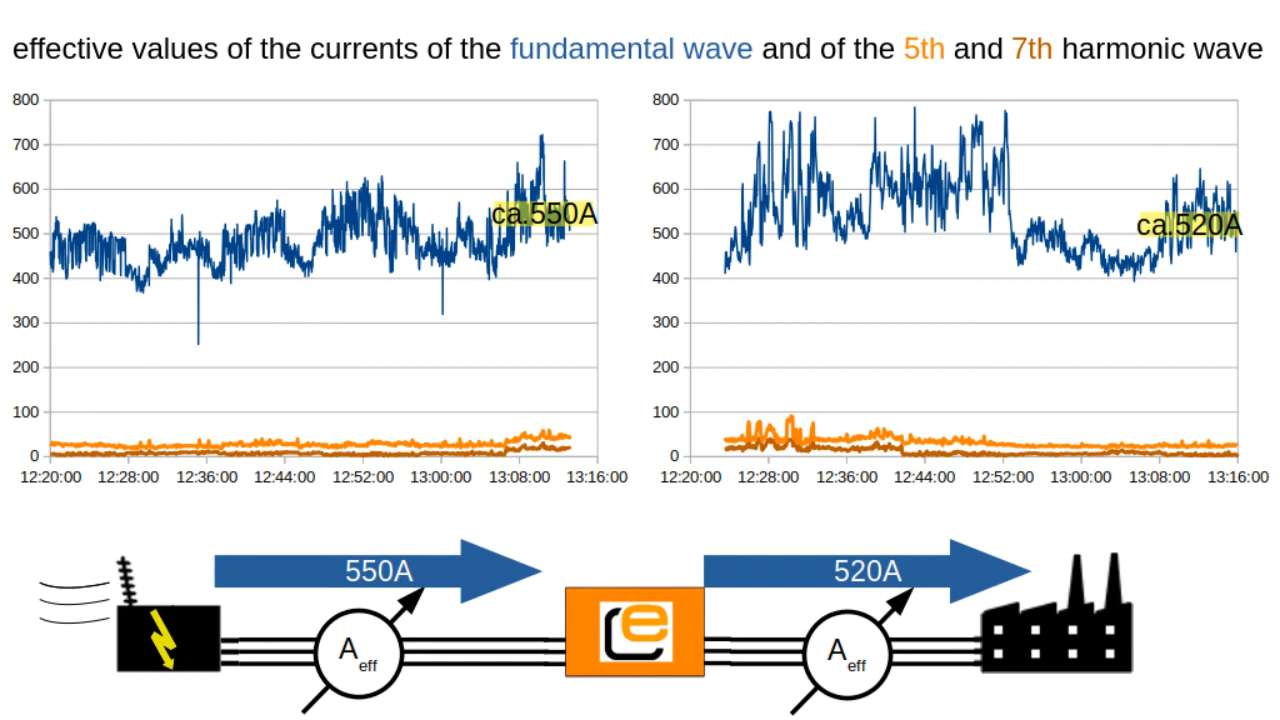 effective values of the currents of the fundamental wave and of the 5th and 7th harmonic wave
800
700
600
500
400
300
200
100
0
12:20:00 12:28:00 12:36:00 12:44:00 12:52:00 13:00:00 13:08:00 13:16:00
ca.550A
800
700
600
500
400
300
200
100
0
12:20:00 12:28:00 12:36:00 12:44:00 12:52:00 13:00:00 13:08:00 13:16:00
ca.520A
550A
520A
A eff
e
A eff